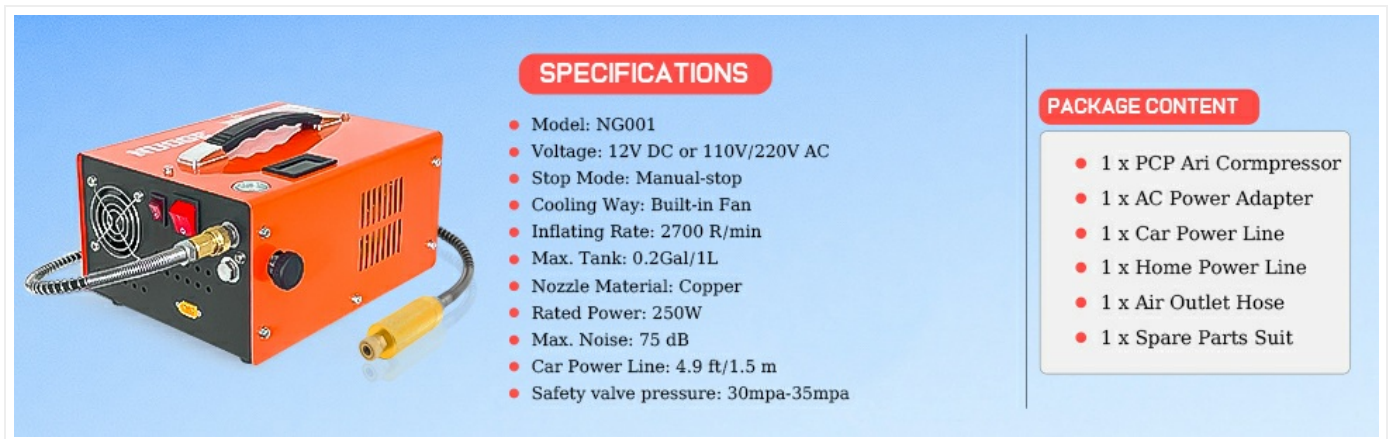 SPECIFICATIONS
Model: NG001
Voltage: 12V DC or 110V/220V AC
Stop Mode: Manual-stop
Cooling Way: Built-in Fan
Inflating Rate: 2700 R/min
Max. Tank: 0.2Gal/1L
Nozzle Material: Copper
Rated Power: 250W
Max. Noise: 75 dB
Car Power Line: 4.9 ft/1.5 m
Safety valve pressure: 30mpa-35mpa
PACKAGE CONTENT
1 x PCP Ari Cormpressor
1 x AC Power Adapter
1 x Car Power Line
1 x Home Power Line
1 x Air Outlet Hose
1 x Spare Parts Suit